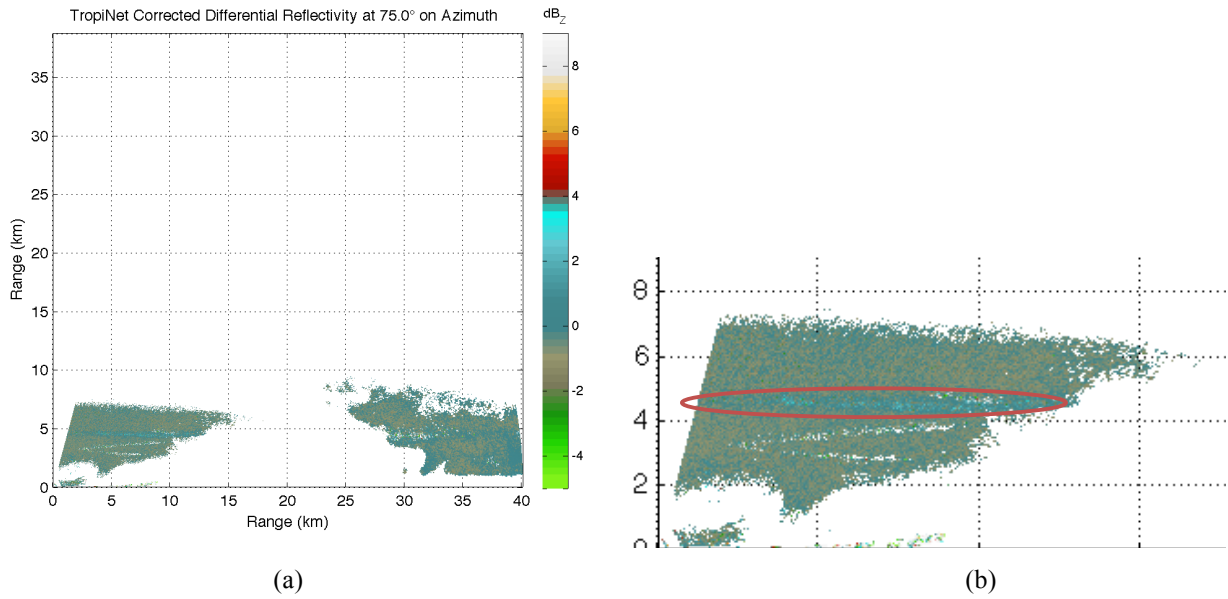 TropiNet Corrected Differential Reflectivity at 75.0° on Azimuth
dBZ
35
30
25
20
15
10
5
0
Range (km)
0 5 10 15 20 25 30 35 40
Range (km)
8
6
4
2
0
-2
-4
8
6
4
2
0
(a)
(b)